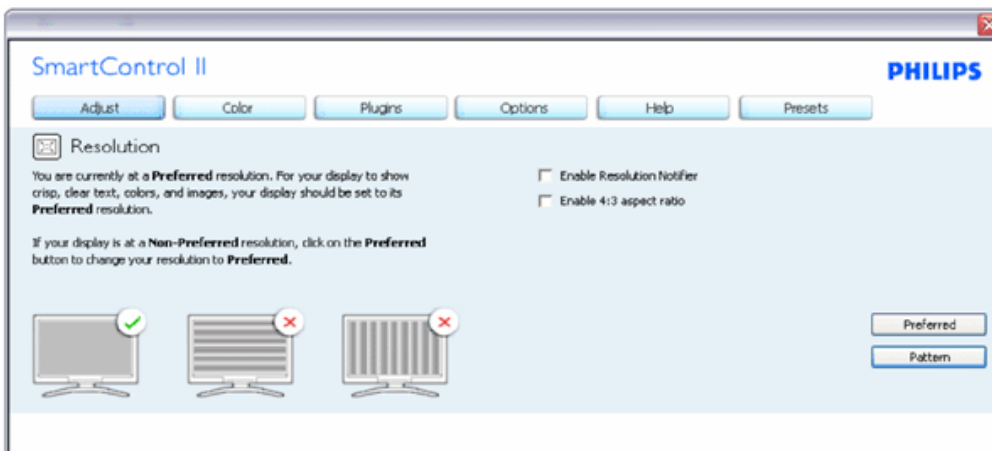 SmartControl II
PHILIPS
Adjust
Color
Plugins
Options
Help
Presets
Resolution
You are currently at a Preferred resolution. For your display to show
crisp, clear text, colors, and images, your display should be set to its
Preferred resolution.
If your display is at a Non-Preferred resolution, click on the Preferred
button to change your resolution to Preferred.
Enable Resolution Notifier
Enable 4:3 aspect ratio
Preferred
Pattern